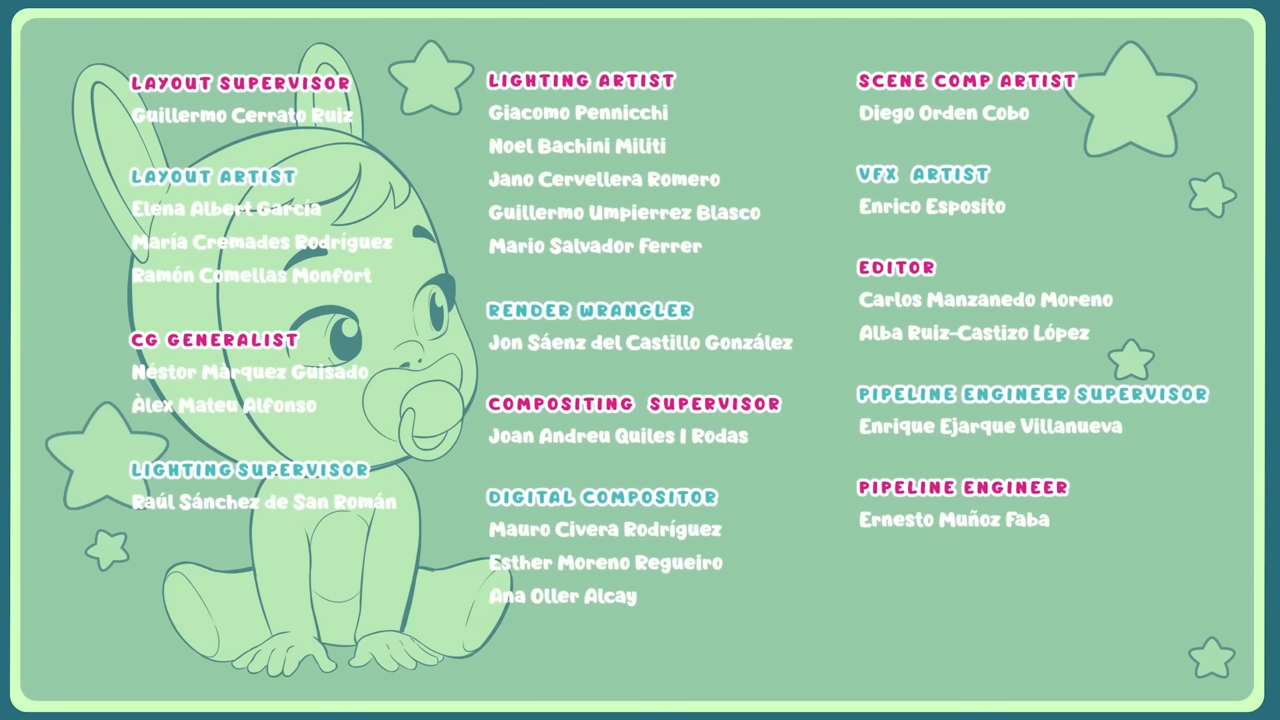 LAYOUT SUPERVISOR
Guillermo Cerrato Ruiz
LAYOUT ARTIST
Elena Albert García
María Cremades Rodríguez
Ramón Comellas Monfort
CG GENERALIST
Néstor Màrquez Guisado
Àlex Mateu Alfonso
LIGHTING SUPERVISOR
Raúl Sánchez de San Román
LIGHTING ARTIST
Giacomo Pennicchi
Noel Bachini Militi
Jano Cervellera Romero
Guillermo Umpierrez Blasco
Mario Salvador Ferrer
RENDER WRANGLER
Jon Sáenz del Castillo González
COMPOSITING SUPERVISOR
Joan Andreu Quiles I Rodas
DIGITAL COMPOSITOR
Mauro Civera Rodríguez
Esther Moreno Regueiro
Ana Oller Alcay
SCENE COMP ARTIST
Diego Orden Cobo
VFX ARTIST
Enrico Esposito
EDITOR
Carlos Manzanedo Moreno
Alba Ruiz-Castizo López
PIPELINE ENGINEER SUPERVISOR
Enrique Ejarque Villanueva
PIPELINE ENGINEER
Ernesto Muñoz Faba